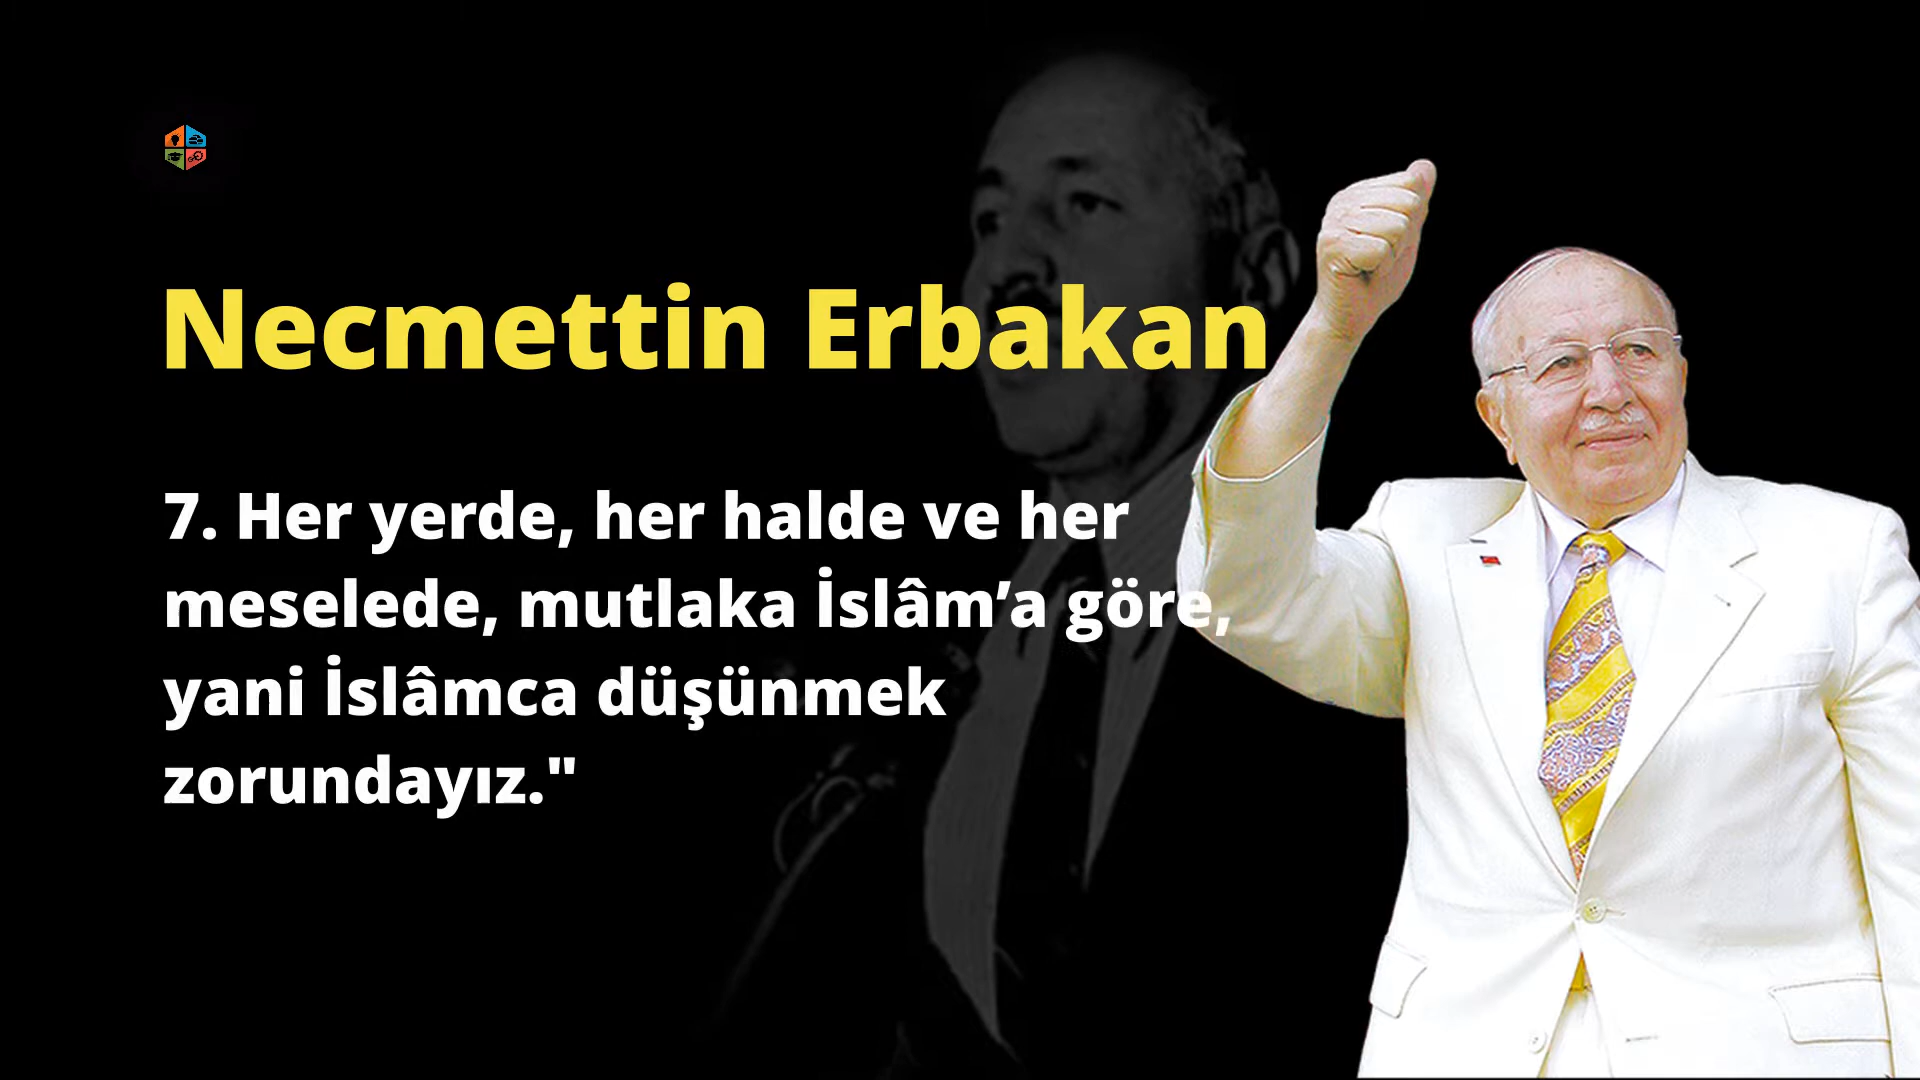 Necmettin Erbakan
7. Her yerde, her halde ve her
meselede, mutlaka İslâm’a göre,
yani İslâmca düşünmek
zorundayız."